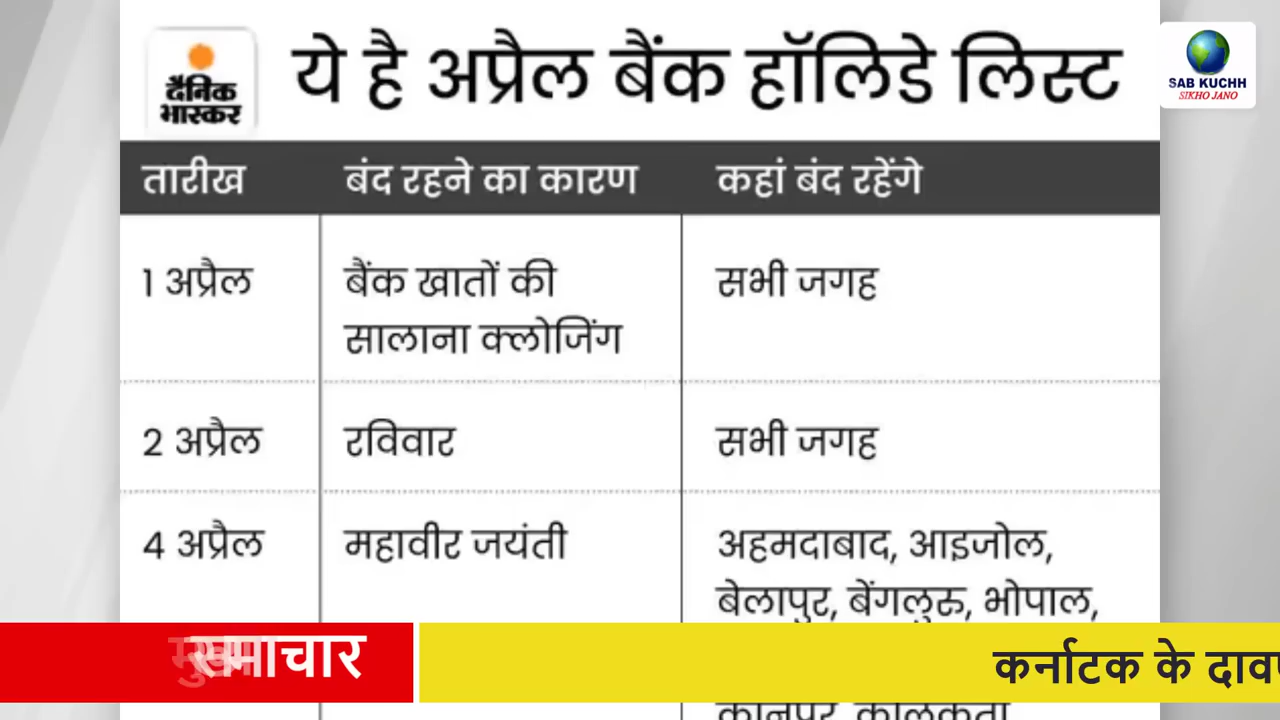 दैनिक
भास्कर
ये है अप्रैल बैंक हॉलिडे लिस्ट
SAB KUCHH
SIKHO JANO
तारीख बंद रहने का कारण कहां बंद रहेंगे
1 अप्रैल बैंक खातों की सभी जगह
सालाना क्लोजिंग
2 अप्रैल रविवार सभी जगह
4 अप्रैल महावीर जयंती अहमदाबाद, आइजोल,
बेलापुर, बेंगलुरु, भोपाल,
समाचार कर्नाटक के